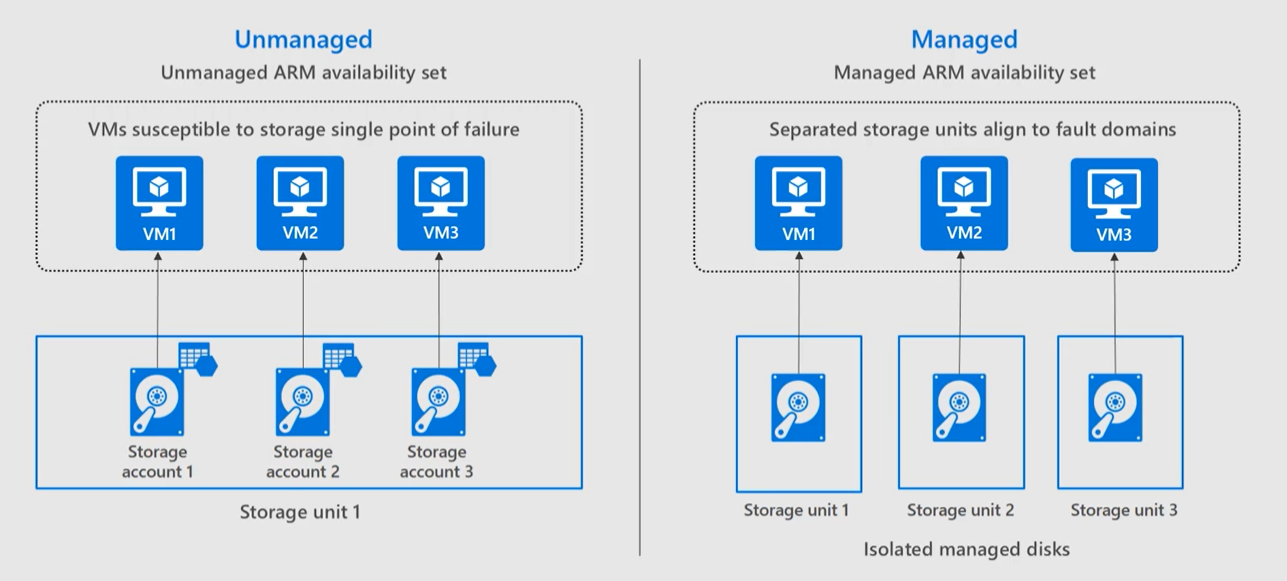 Unmanaged
Unmanaged ARM availability set
VMs susceptible to storage single point of failure
VM1
VM2
VM3
Storage
account 1
Storage
account 2
Storage
account 3
Storage unit 1
Managed
Managed ARM availability set
Separated storage units align to fault domains
VM1
VM2
VM3
Storage unit 1
Storage unit 2
Storage unit 3
Isolated managed disks